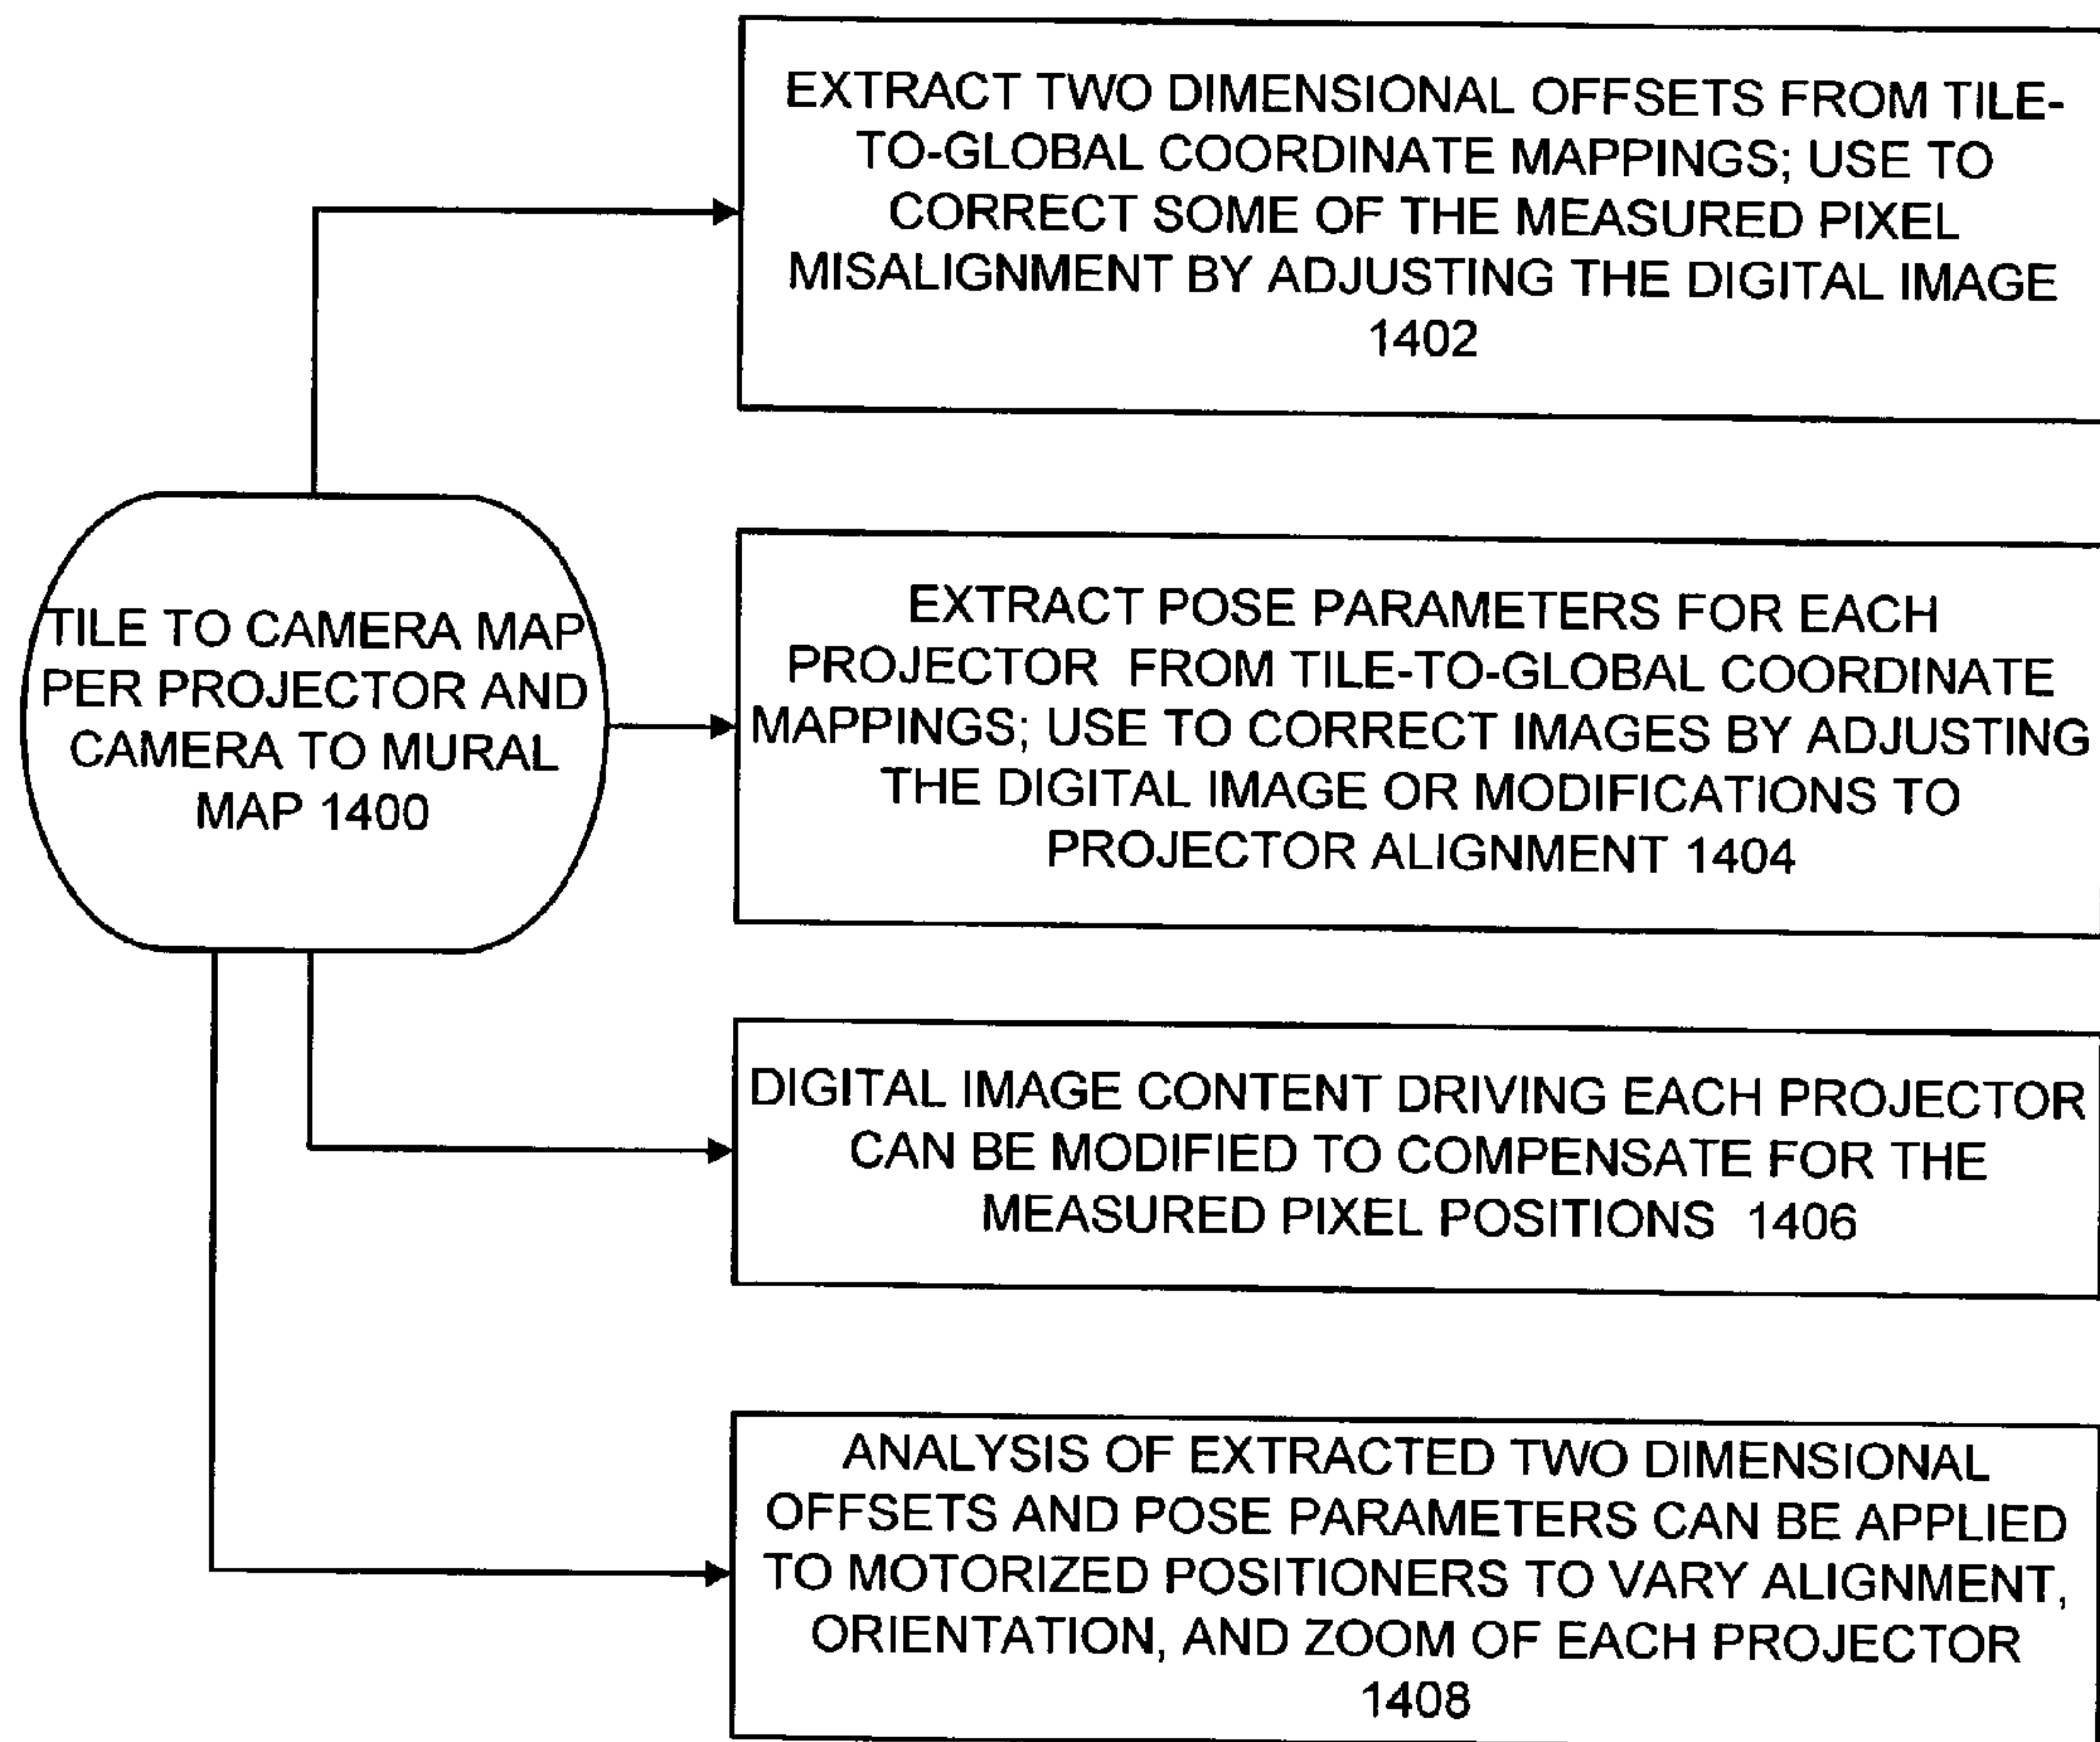 EXTRACT TWO DIMENSIONAL OFFSETS FROM TILE-
TO-GLOBAL COORDINATE MAPPINGS; USE TO
CORRECT SOME OF THE MEASURED PIXEL
MISALIGNMENT BY ADJUSTING THE DIGITAL IMAGE
1402
TILE TO CAMERA MAP
PER PROJECTOR AND
CAMERA TO MURAL
MAP 1400
EXTRACT POSE PARAMETERS FOR EACH
PROJECTOR FROM TILE-TO-GLOBAL COORDINATE
MAPPINGS; USE TO CORRECT IMAGES BY ADJUSTING
THE DIGITAL IMAGE OR MODIFICATIONS TO
PROJECTOR ALIGNMENT 1404
DIGITAL IMAGE CONTENT DRIVING EACH PROJECTOR
CAN BE MODIFIED TO COMPENSATE FOR THE
MEASURED PIXEL POSITIONS 1406
ANALYSIS OF EXTRACTED TWO DIMENSIONAL
OFFSETS AND POSE PARAMETERS CAN BE APPLIED
TO MOTORIZED POSITIONERS TO VARY ALIGNMENT,
ORIENTATION, AND ZOOM OF EACH PROJECTOR
1408